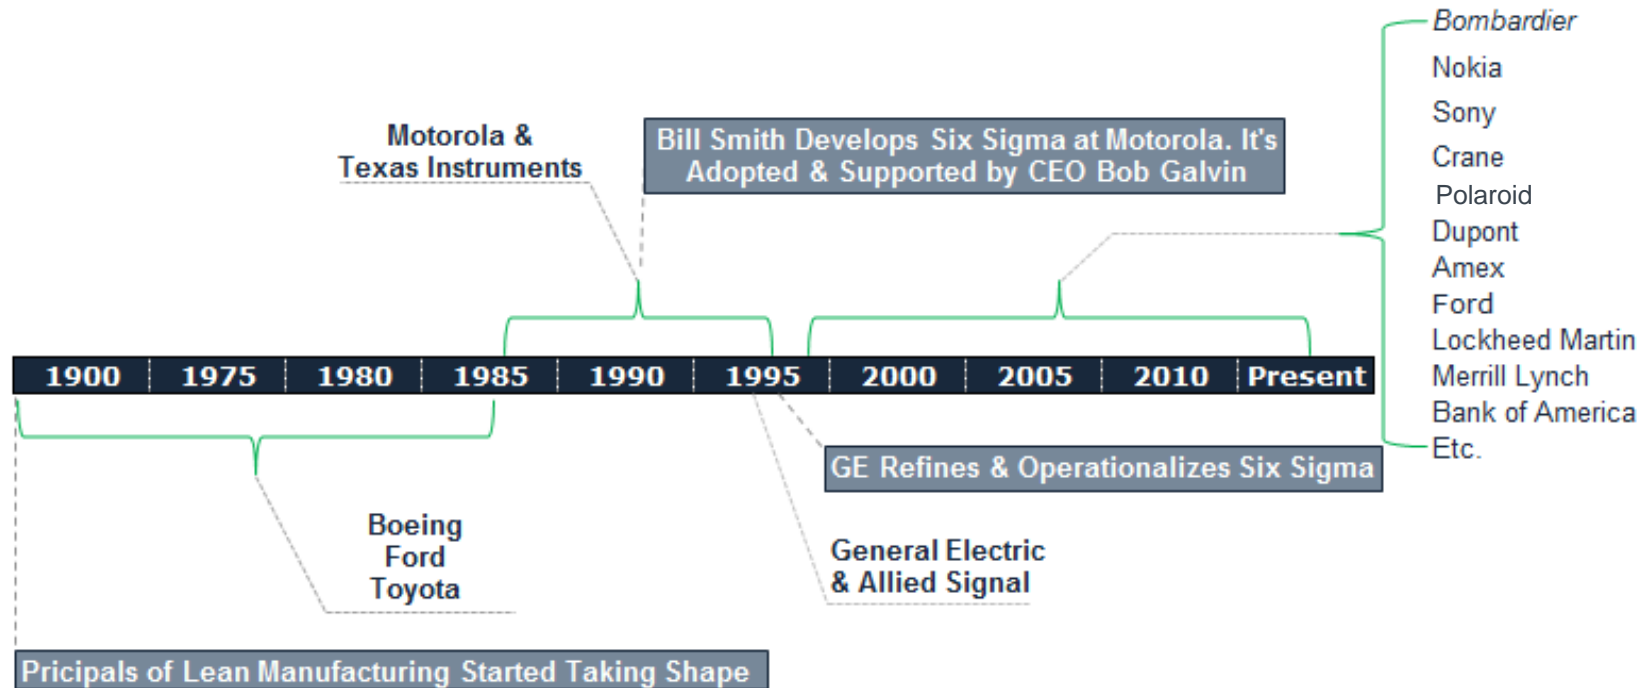 Bombardier
Nokia
Sony
Crane
Polaroid
Dupont
Amex
Ford
Lockheed Martin
Merrill Lynch
Bank of America
Etc.
Motorola &
Texas Instruments
Bill Smith Develops Six Sigma at Motorola. It's
Adopted & Supported by CEO Bob Galvin
1900 1975 1980 1985 1990 1995 2000 2005 2010 Present
GE Refines & Operationalizes Six Sigma
Boeing
Ford
Toyota
General Electric
& Allied Signal
Pricipals of Lean Manufacturing Started Taking Shape